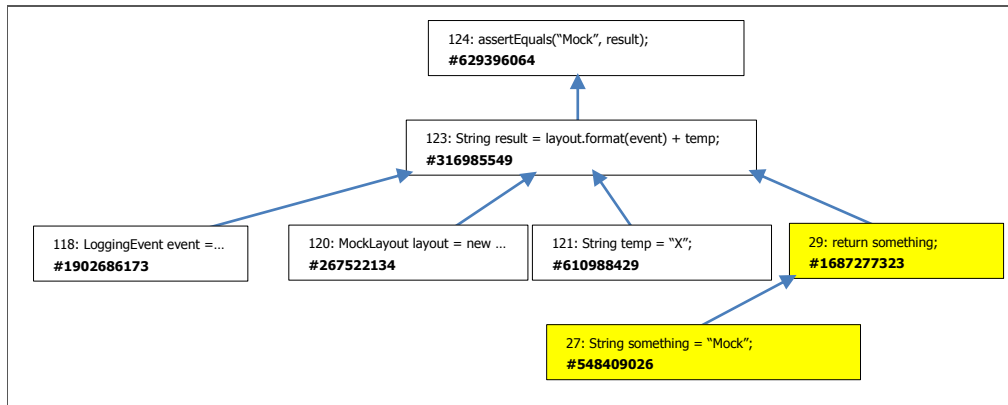 124: assertEquals(“Mock”, result);
#629396064
123: String result = layout.format(event) + temp;
#316985549
118: LoggingEvent event =...
#1902686173
120: MockLayout layout = new ...
#267522134
121: String temp = “X”;
#610988429
29: return something;
#1687277323
27: String something = “Mock”;
#548409026